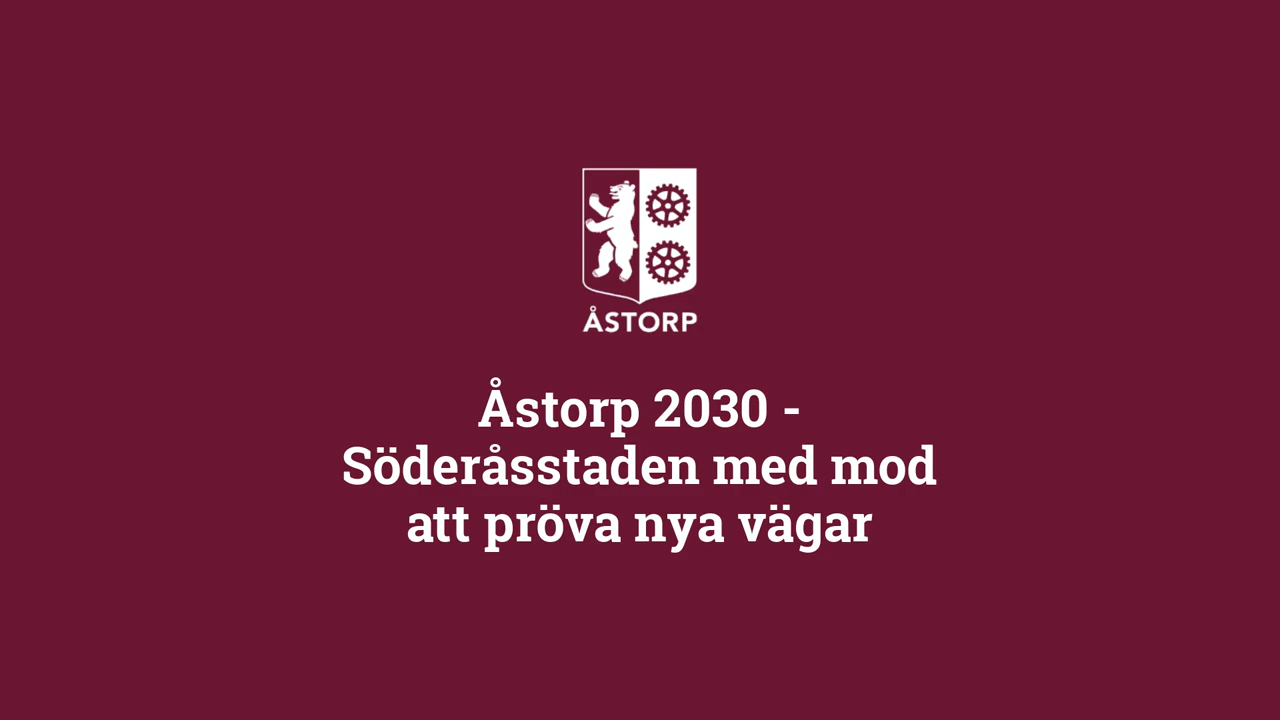 ÅSTORP
Åstorp 2030 -
Söderåsstaden med mod
att pröva nya vägar